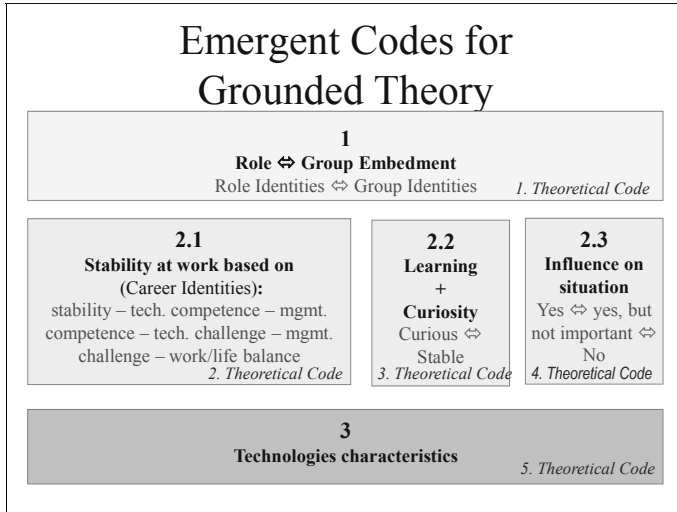 Emergent Codes for
Grounded Theory
1
Role ⇔ Group Embedment
Role Identities ⇔ Group Identities
1. Theoretical Code
2.1
Stability at work based on
(Career Identities):
stability – tech. competence – mgmt.
competence – tech. challenge – mgmt.
challenge – work/life balance
2. Theoretical Code
2.2
Learning
+
Curiosity
Curious ⇔
Stable
3. Theoretical Code
2.3
Influence on
situation
Yes ⇔ yes, but
not important ⇔
No
4. Theoretical Code
3
Technologies characteristics
5. Theoretical Code